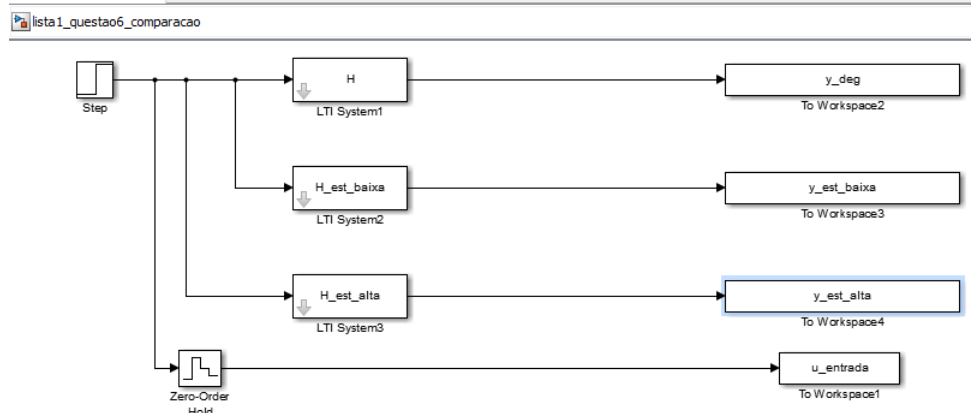 lista1_questao6_comparacao
Step
H
LTI System1
y_deg
To Workspace2
H_est_baixa
LTI System2
y_est_baixa
To Workspace3
H_est_alta
LTI System3
y_est_alta
To Workspace4
Zero-Order
Hold
u_entrada
To Workspace1